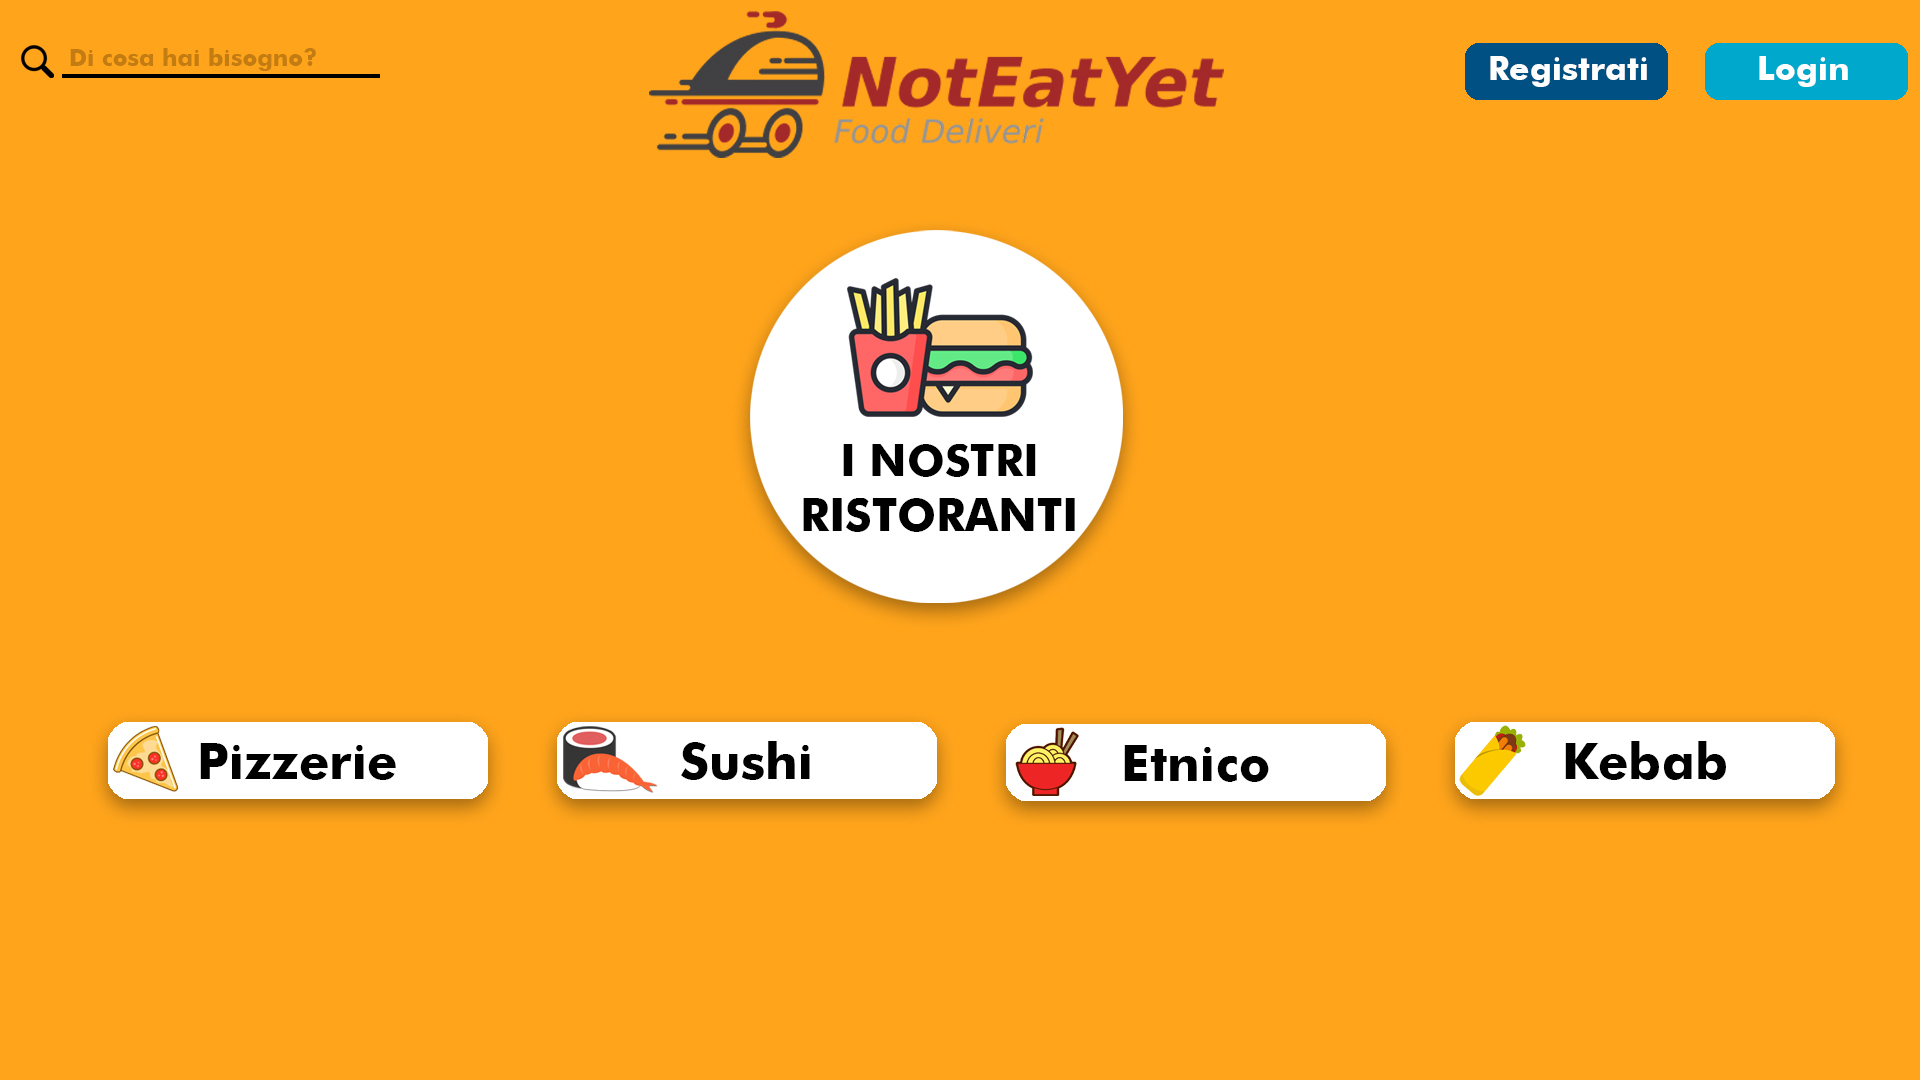 Di cosa hai bisogno?
NotEatYet
Food Deliveri
Registrati
Login
I NOSTRI
RISTORANTI
Pizzerie
Sushi
Etnico
Kebab